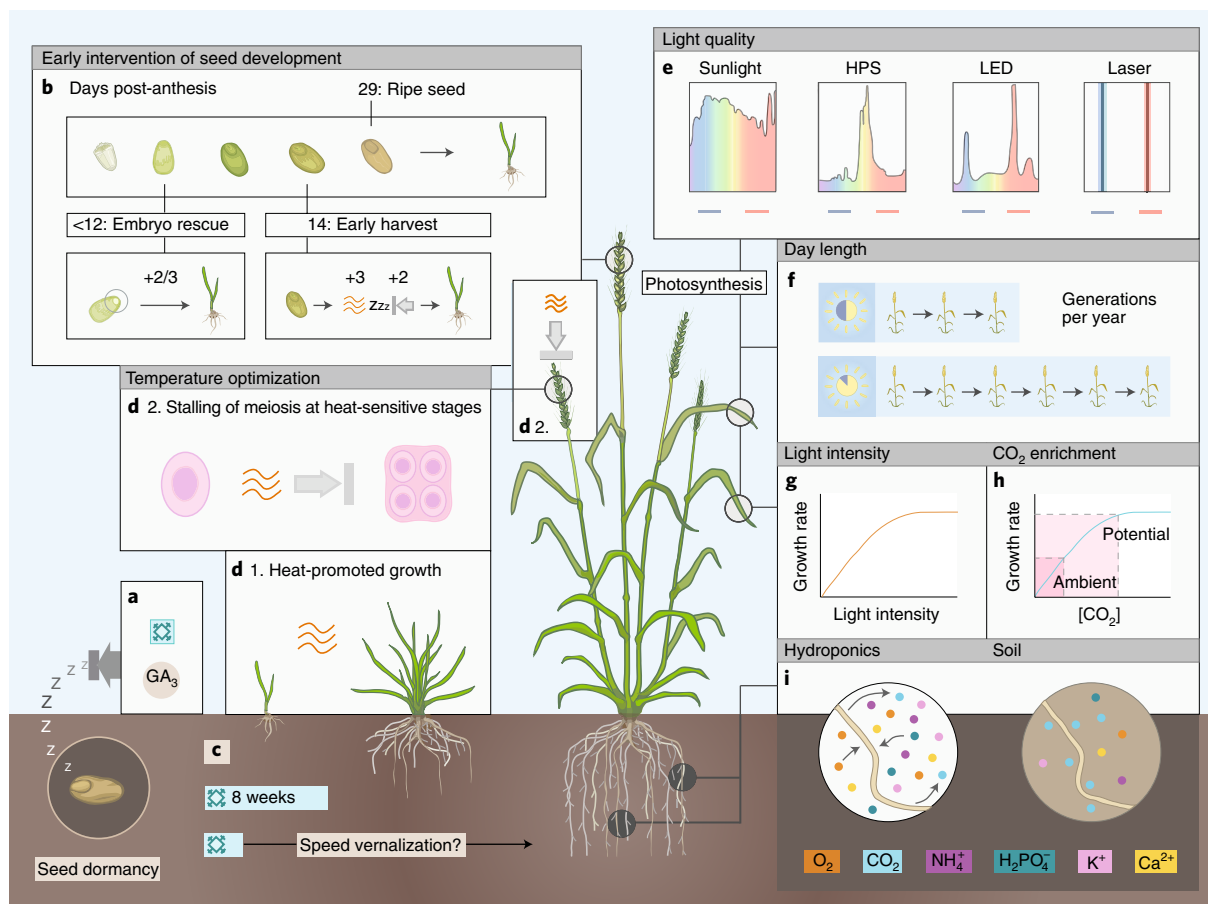 Early intervention of seed development
b Days post-anthesis
29: Ripe seed
<12: Embryo rescue
14: Early harvest
+2/3
+3 +2
zzzz
Light quality
e Sunlight HPS LED Laser
Photosynthesis
Day length
f
Generations
per year
Temperature optimization
d 2. Stalling of meiosis at heat-sensitive stages
d 2.
Light intensity
g
Growth rate
Light intensity
CO₂ enrichment
h
Growth rate
Potential
Ambient
[CO₂]
d 1. Heat-promoted growth
a
GA₃
z
z
z
Z
Z
z
z
Seed dormancy
c
8 weeks
Speed vernalization?
Hydroponics Soil
i
O₂ CO₂ NH₄⁺ H₂PO₄⁻ K⁺ Ca²⁺